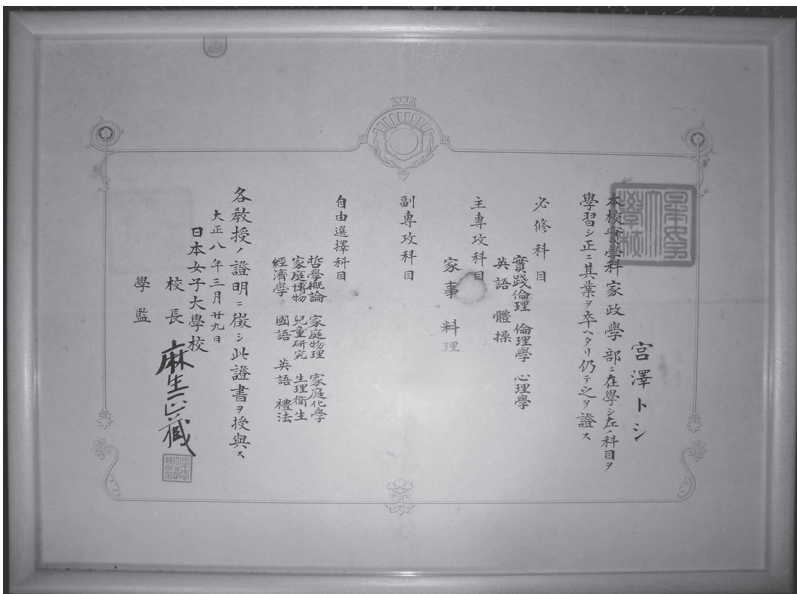 宮澤トシ
本校本學科家政學部ニ在學シ左ノ科目ヲ
學習シ正ニ其業ヲ卒ヘタリ仍テ之ヲ證ス
必修科目
實踐倫理 倫理學 心理學
英語 體操
主專攻科目
家事 料理
副專攻科目
自由選擇科目
哲學概論 家庭物理 家庭化學
家庭博物 兒童研究 生理衛生
經濟學 國語 英語 禮法
各敎授ノ證明ニ徴シ此證書ヲ授與ス
大正八年三月廿九日
日本女子大學校
校長
學監 麻生正藏